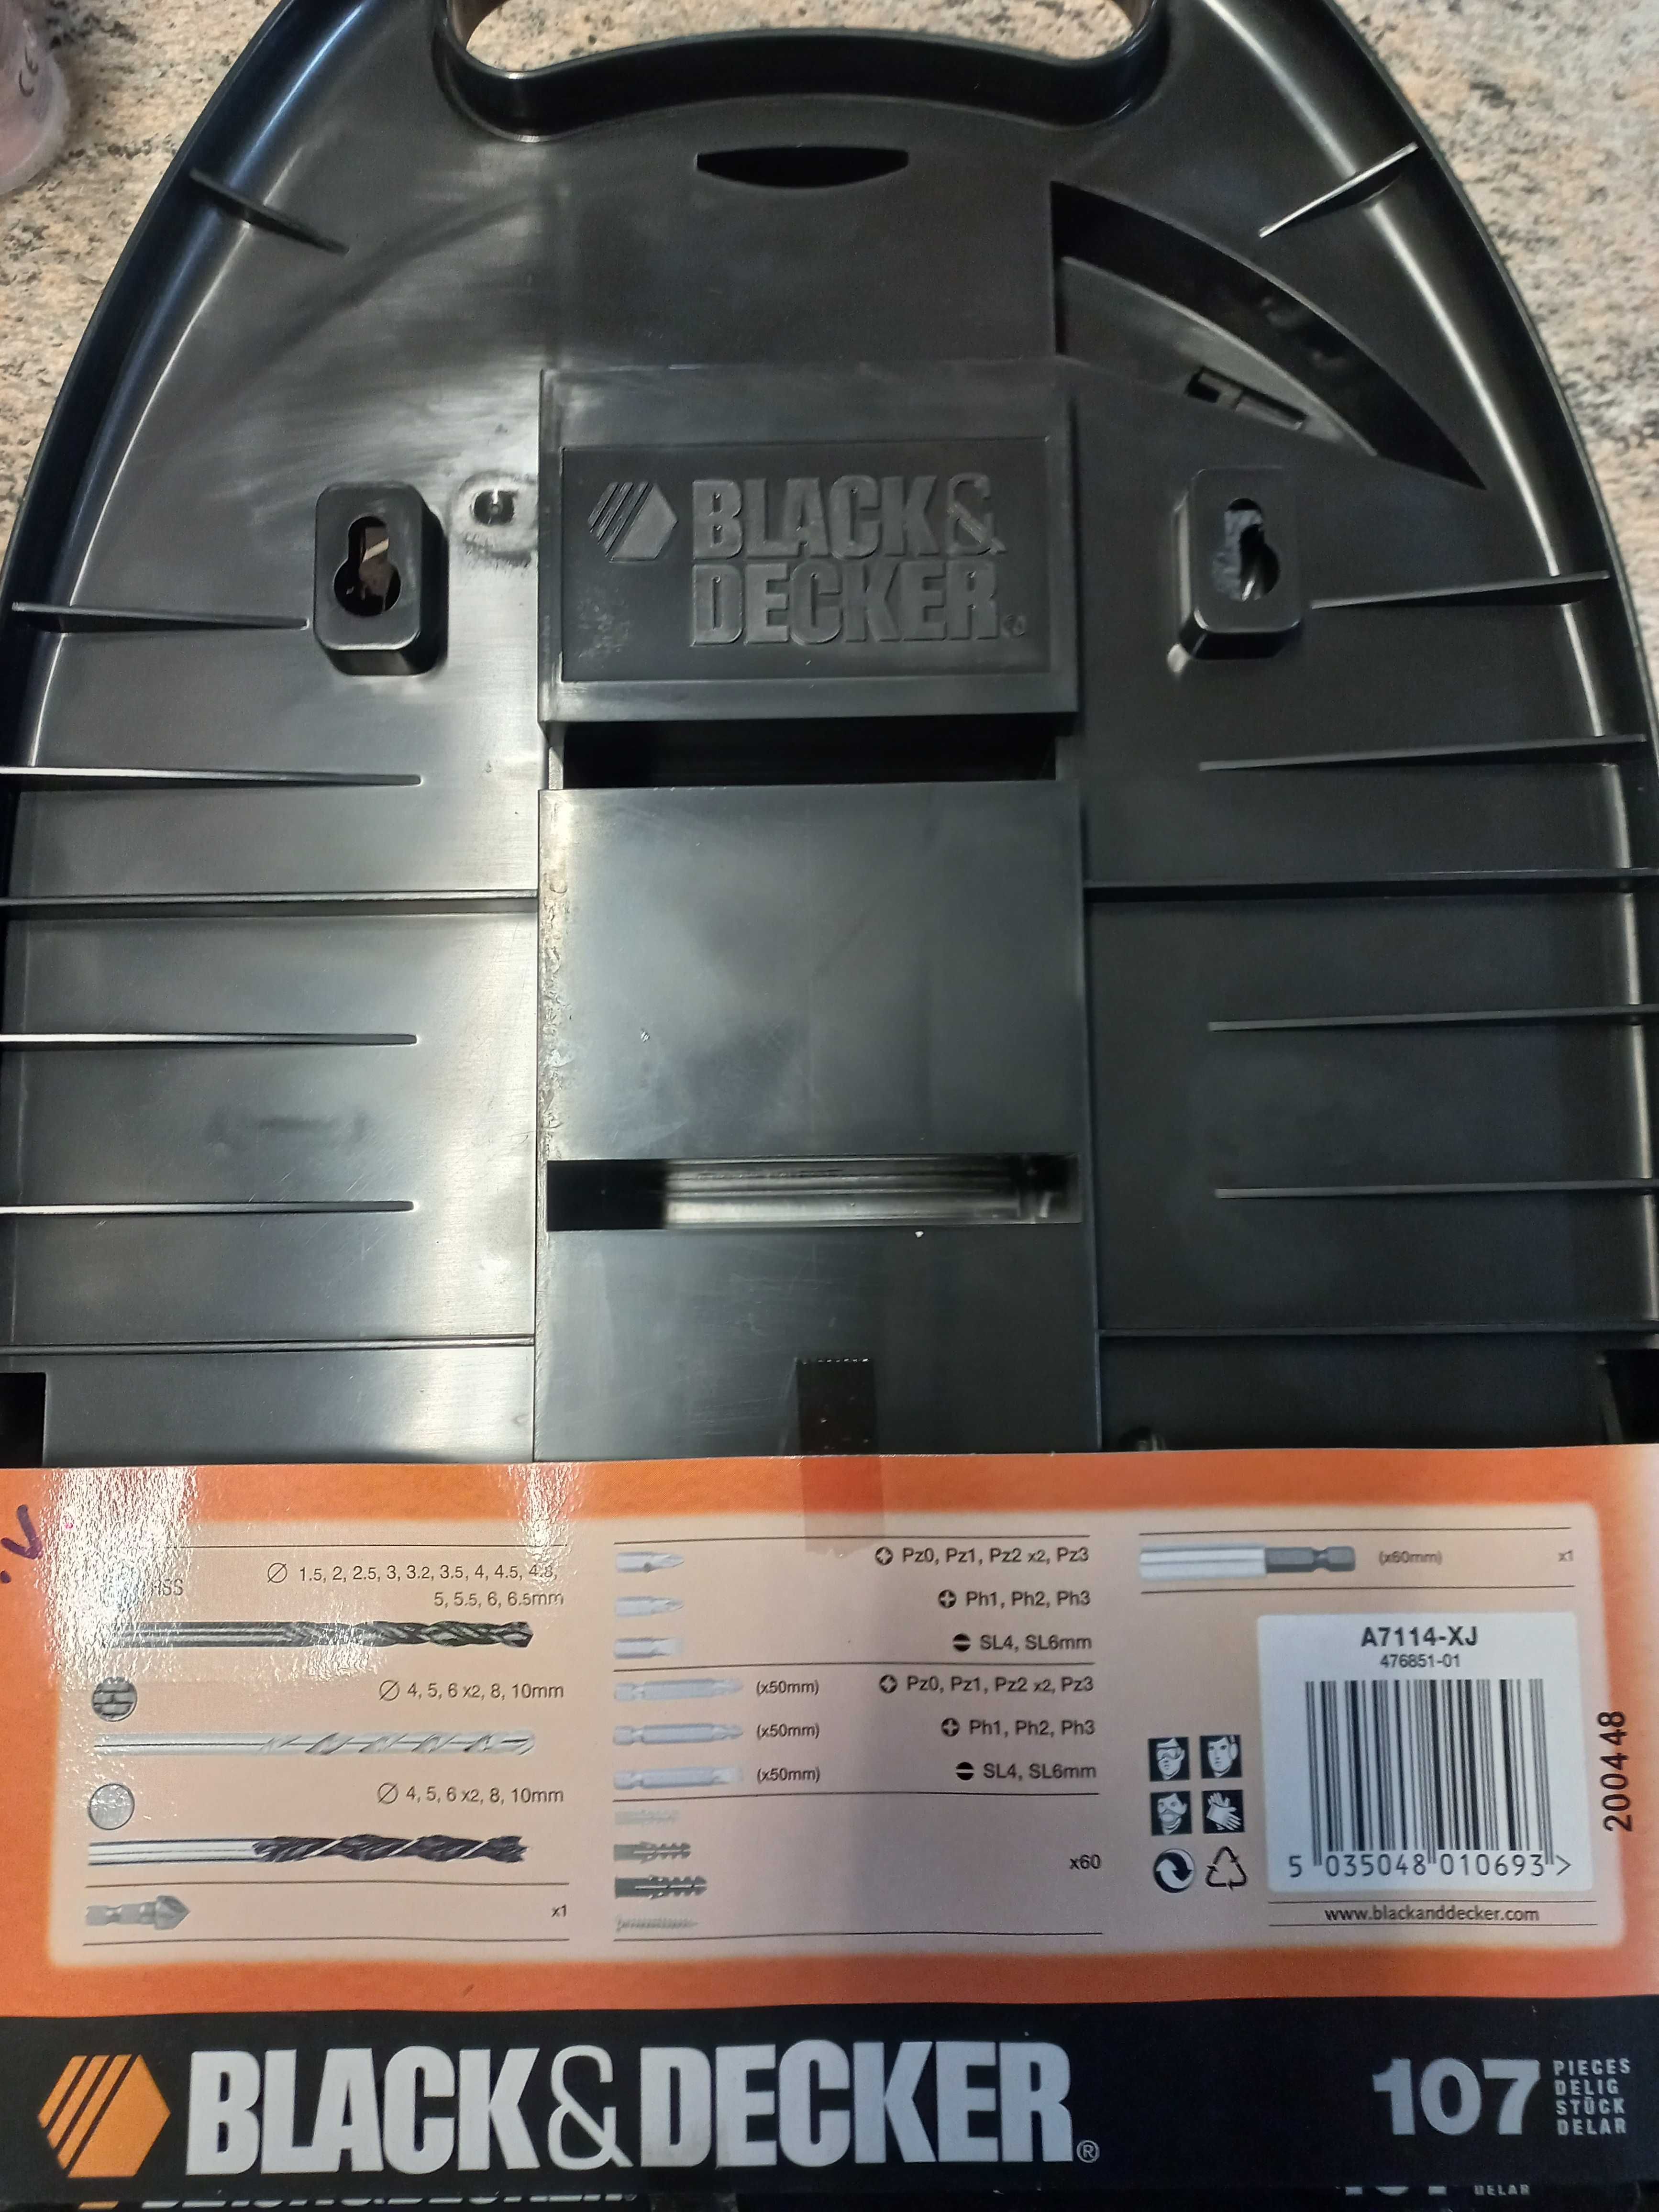 CE
BLACK&
DECKER®
HSS
Ø 1.5, 2, 2.5, 3, 3.2, 3.5, 4, 4.5, 4.8,
5, 5.5, 6, 6.5mm
Ø 4, 5, 6 x2, 8, 10mm
Ø 4, 5, 6 x2, 8, 10mm
x1
Pz0, Pz1, Pz2 x2, Pz3
Ph1, Ph2, Ph3
SL4, SL6mm
(x50mm) Pz0, Pz1, Pz2 x2, Pz3
(x50mm) Ph1, Ph2, Ph3
(x50mm) SL4, SL6mm
x60
(x60mm) x1
A7114-XJ
476851-01
5 035048 010693 >
www.blackanddecker.com
200448
BLACK&DECKER®
107
PIECES
DELIG
STÜCK
DELAR
DELAR